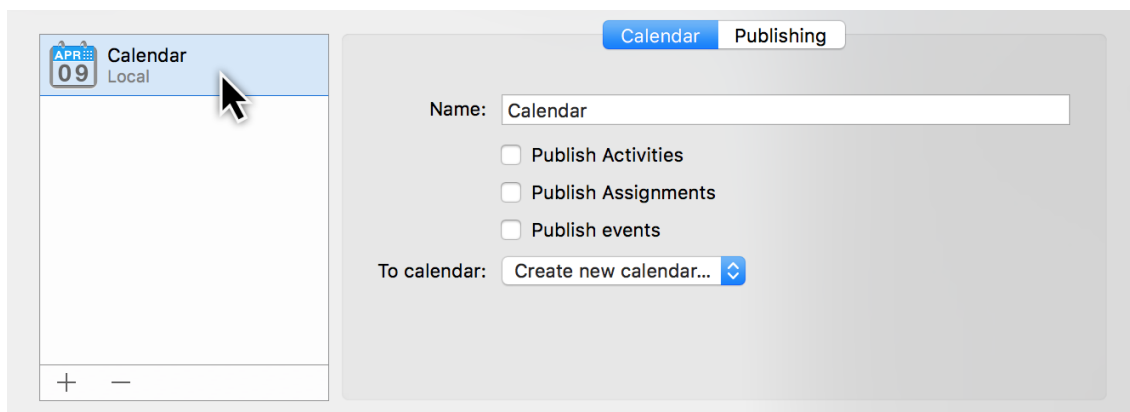 Calendar Publishing
APR
09
Calendar
Local
Name: Calendar
Publish Activities
Publish Assignments
Publish events
To calendar: Create new calendar...